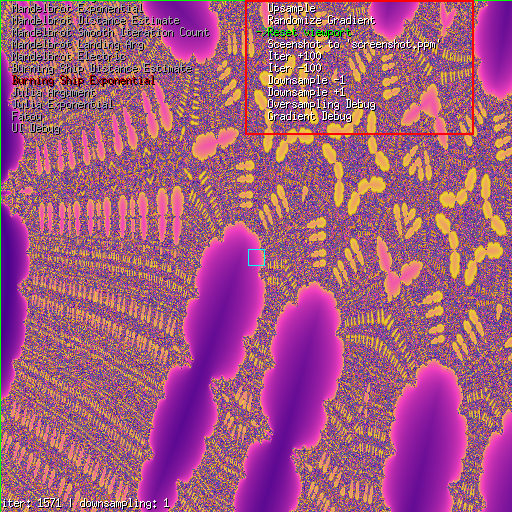 Mandelbrot Exponential
Mandelbrot Distance Estimate
Mandelbrot Smooth Iteration Count
Mandelbrot Landing Arg
Mandelbrot Electric
Burning Ship Distance Estimate
Burning Ship Exponential
Julia Argument
Julia Exponential
Fatou
UI Debug
Upsample
Randomize Gradient
Reset viewport
Sceenshot to `screenshot.ppm`
Iter +100
Iter -100
Downsample -1
Downsample +1
Oversampling Debug
Gradient Debug
iter: 1571 | downsampling: 1